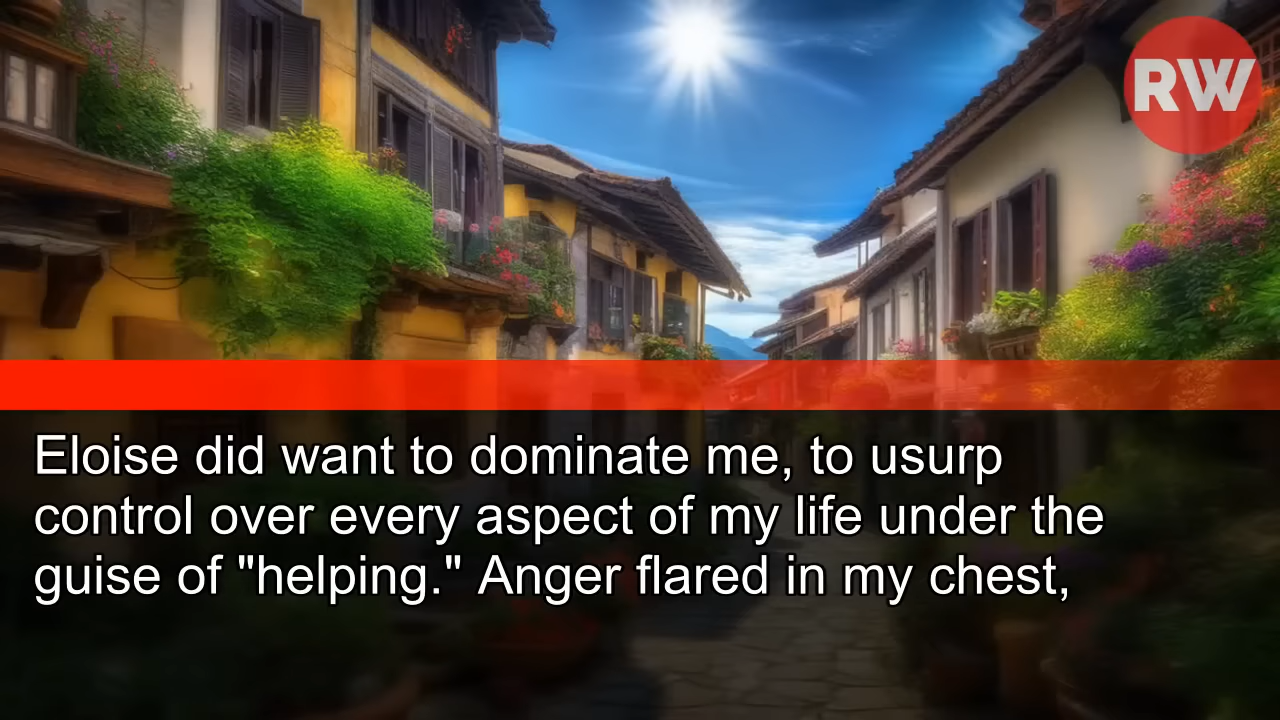 RW
Eloise did want to dominate me, to usurp
control over every aspect of my life under the
guise of "helping." Anger flared in my chest,